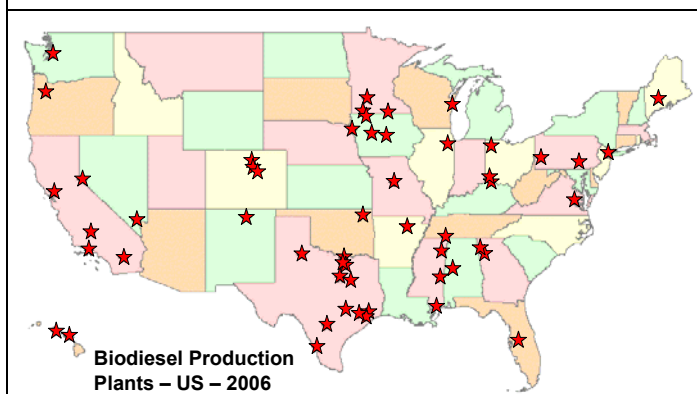 Biodiesel Production
Plants – US – 2006